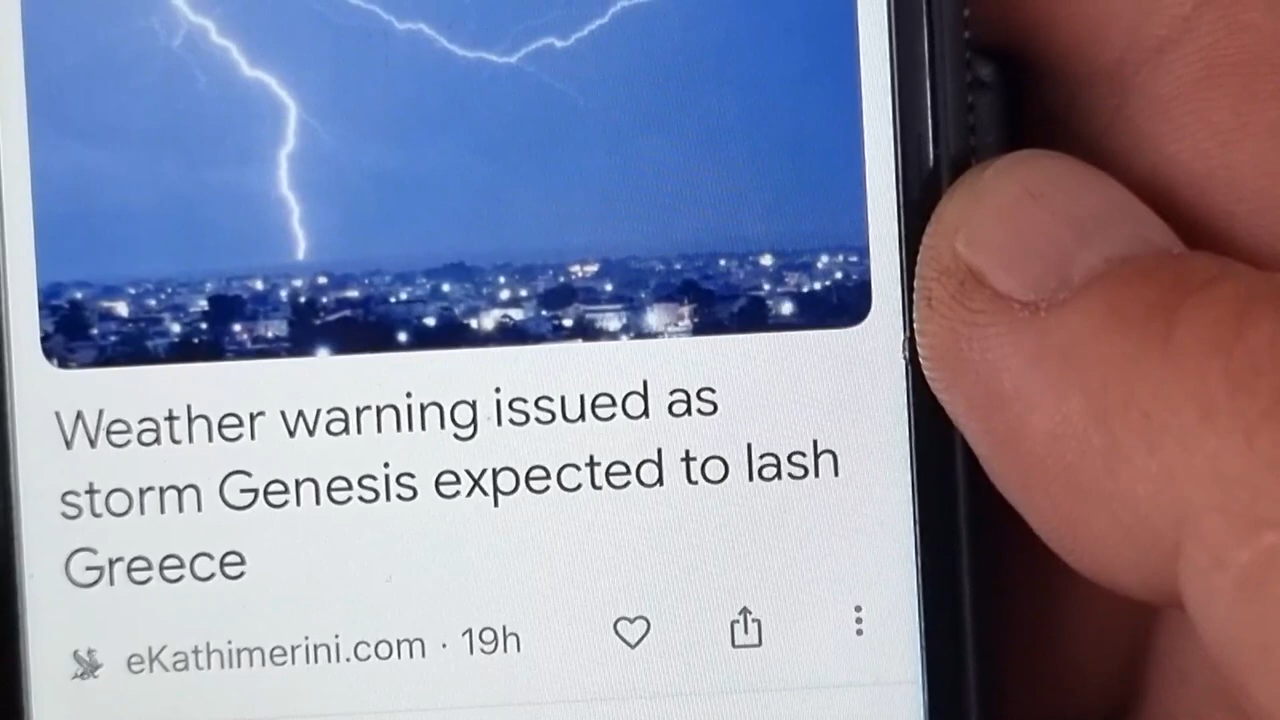 Weather warning issued as
storm Genesis expected to lash
Greece
eKathimerini.com · 19h